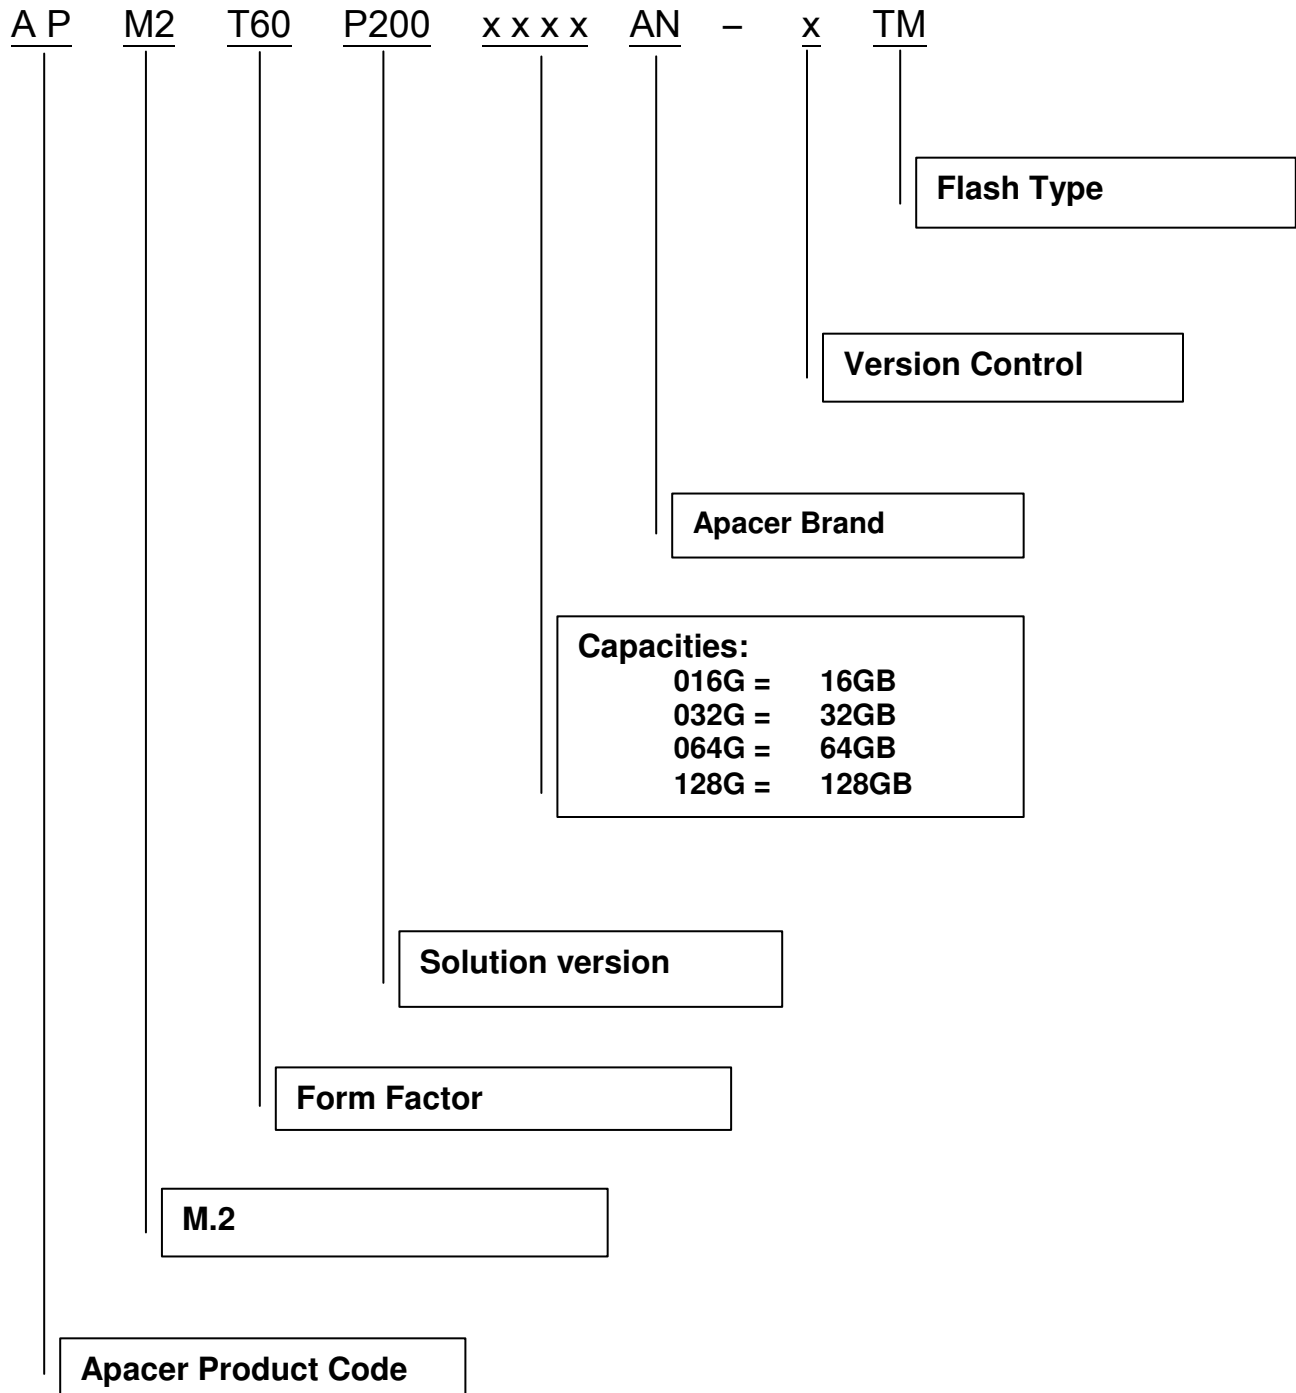 A P M2 T60 P200 x x x x AN – x TM
Flash Type
Version Control
Apacer Brand
Capacities:
016G = 16GB
032G = 32GB
064G = 64GB
128G = 128GB
Solution version
Form Factor
M.2
Apacer Product Code